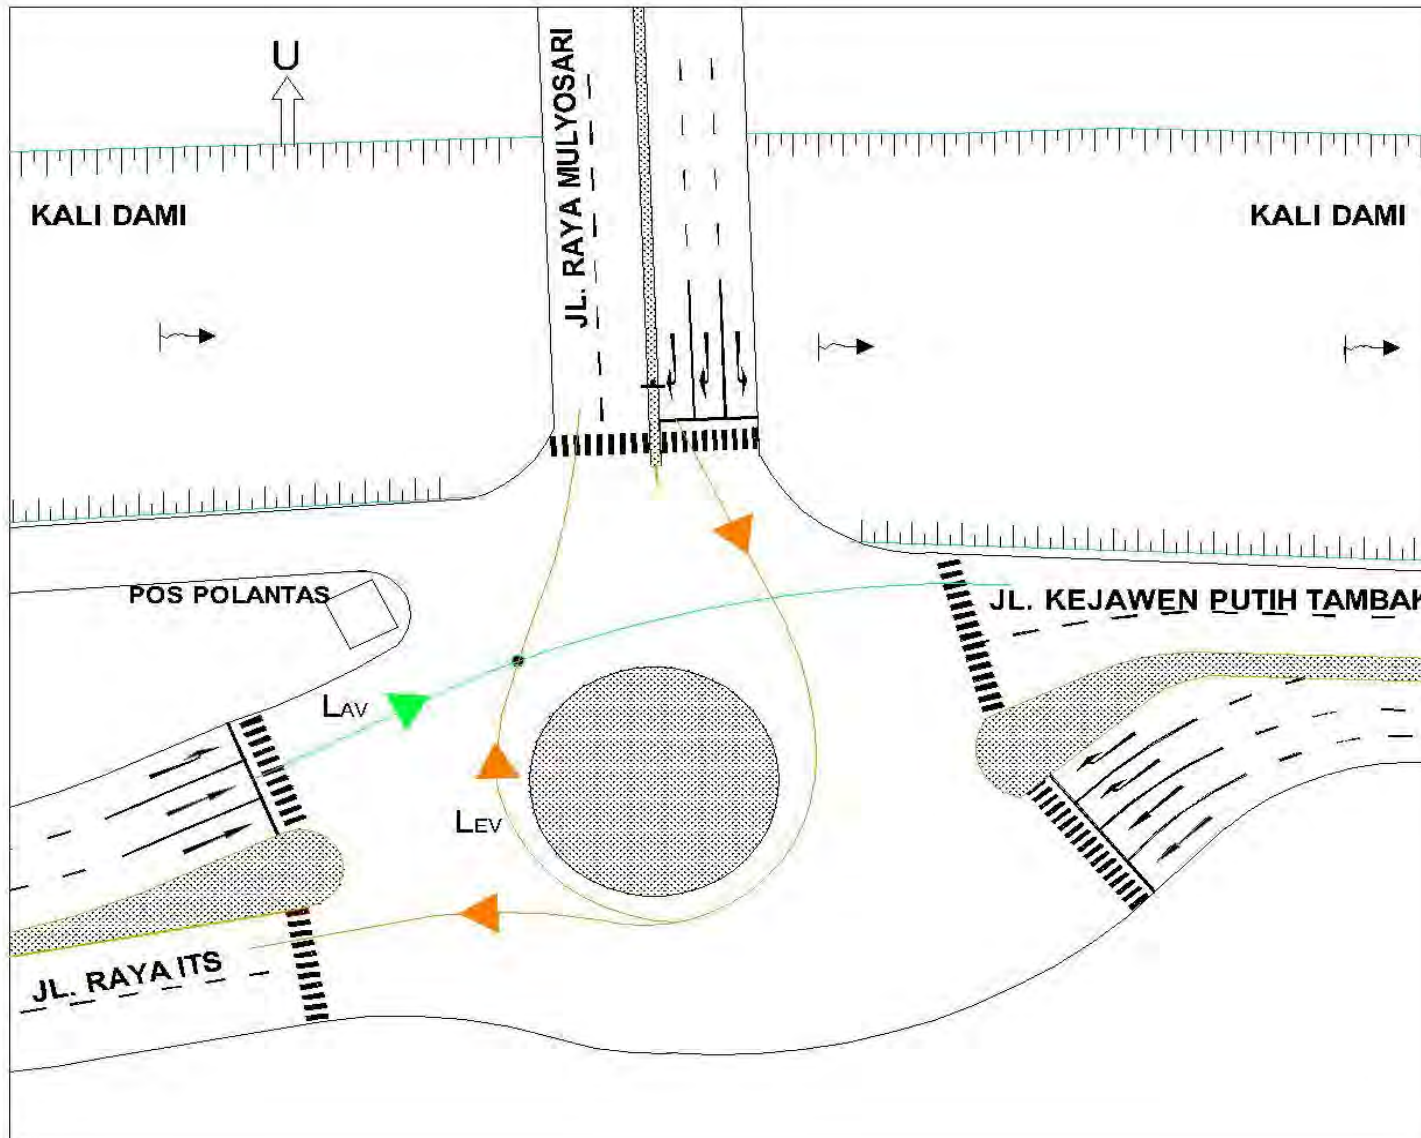 U
JL. RAYA MULYOSARI
KALI DAMI
KALI DAMI
POS POLANTAS
JL. KEJAWEN PUTIH TAMBAK
LAV
LEV
JL. RAYA ITS